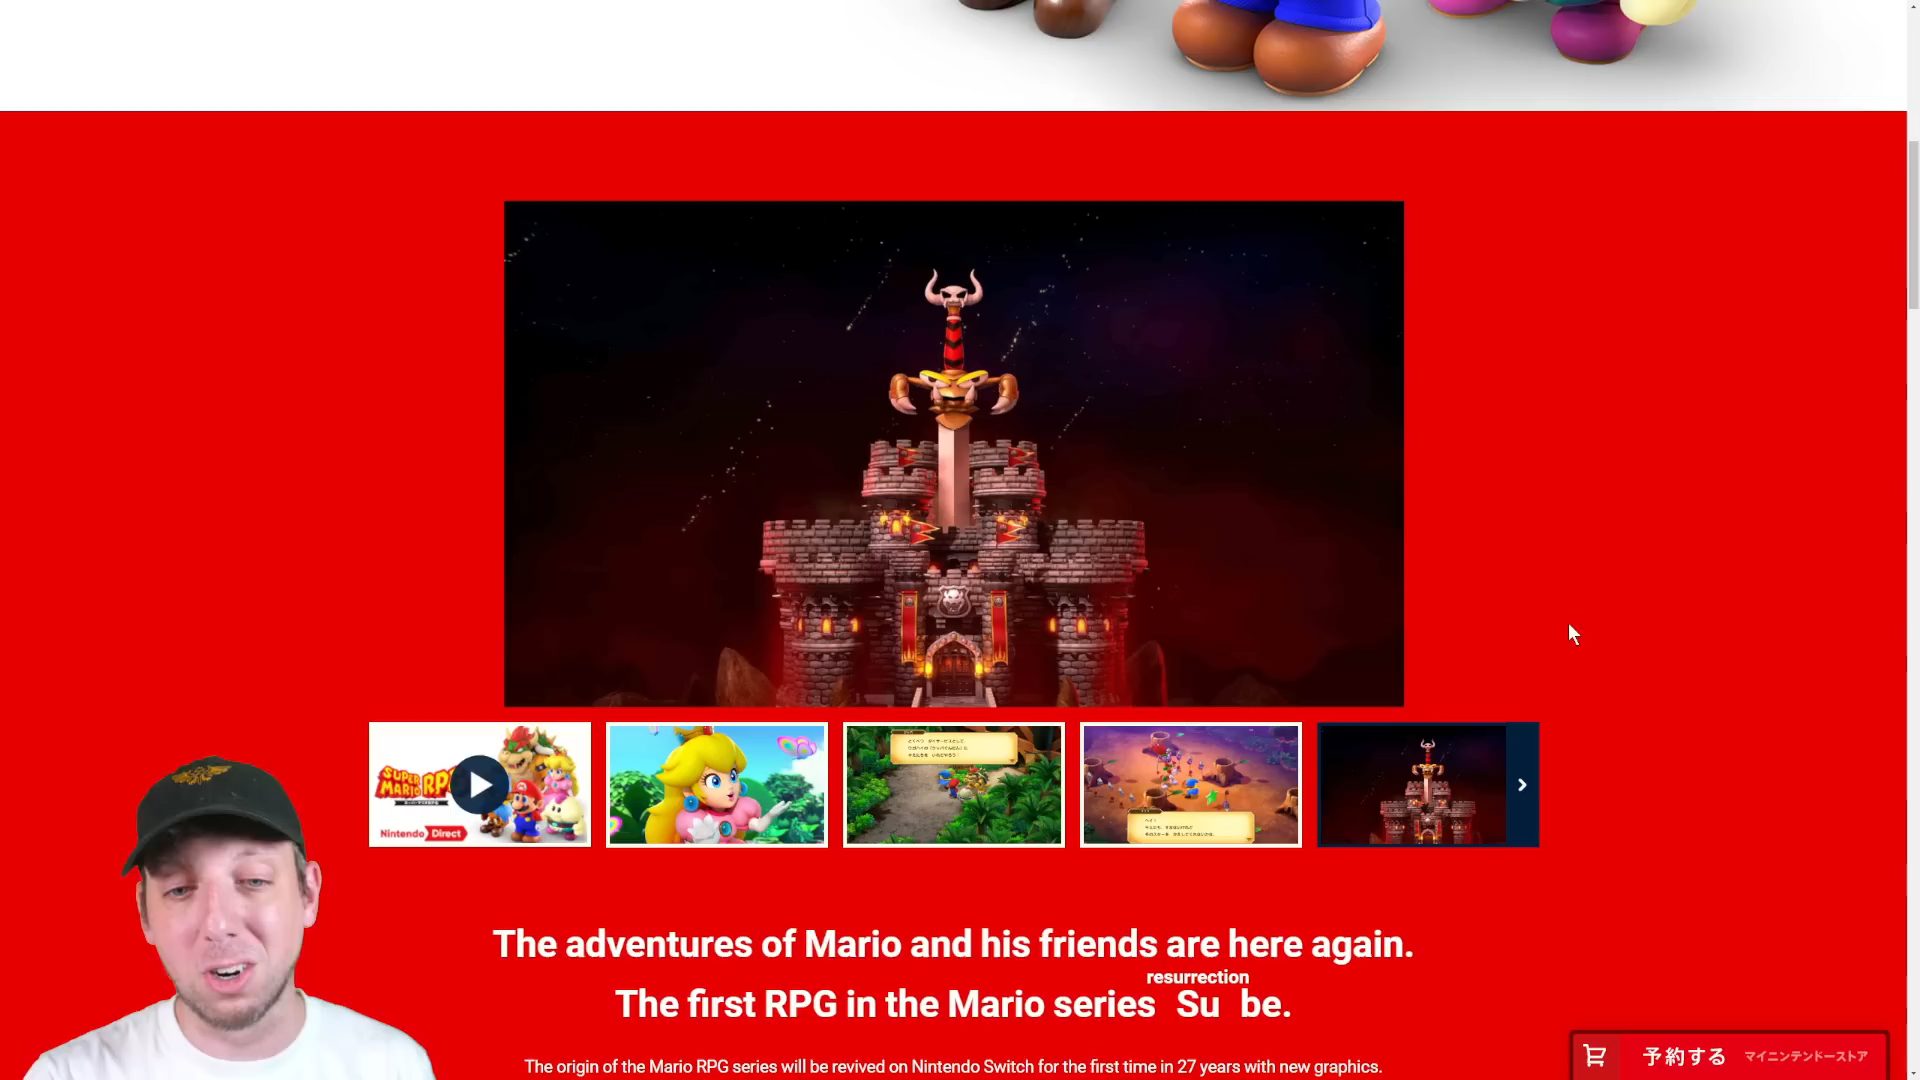 SUPER
MARIO RPG
Nintendo Direct
The adventures of Mario and his friends are here again.
resurrection
The first RPG in the Mario series Su be.
The origin of the Mario RPG series will be revived on Nintendo Switch for the first time in 27 years with new graphics.
予約する マイニンテンドーストア